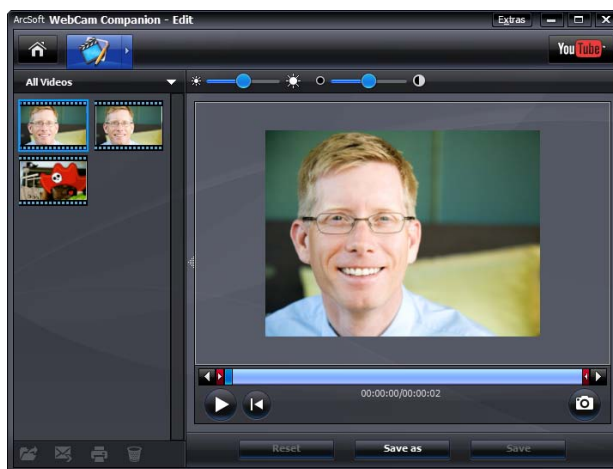 ArcSoft WebCam Companion - Edit
Extras
YouTube
All Videos
00:00:00/00:00:02
Reset
Save as
Save